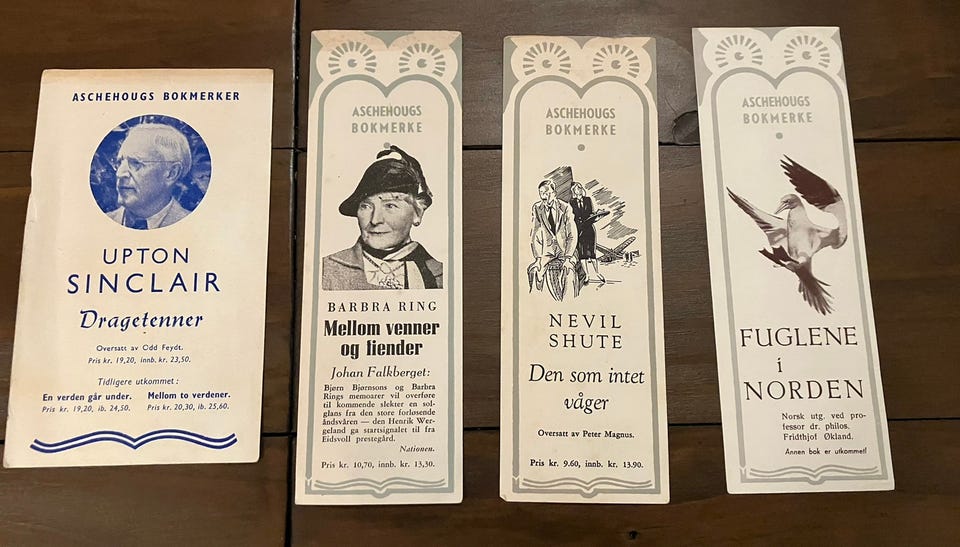 ASCHEHOUGS BOKMERKER
UPTON
SINCLAIR
Dragetenner
Oversatt av Odd Feydt.
Pris kr. 19,20, innb. kr. 23,50.
Tidligere utkommet:
En verden går under.
Pris kr. 19,20, ib. 24,50.
Mellom to verdener.
Pris kr. 20,30, ib. 25,60.
ASCHEHOUGS
BOKMERKE
BARBRA RING
Mellom venner
og fiender
Johan Falkberget:
Bjørn Bjørnsons og Barbra
Rings memoarer vil overføre
til kommende slekter en sol-
glans fra den store forløsende
åndsvåren — den Henrik Wer-
geland ga startsignalet til fra
Eidsvoll prestegård.
Nationen.
Pris kr. 10,70, innb. kr. 13,30.
ASCHEHOUGS
BOKMERKE
NEVIL
SHUTE
Den som intet
våger
Oversatt av Peter Magnus.
Pris kr. 9.60, innb. kr. 13.90.
ASCHEHOUGS
BOKMERKE
FUGLENE
i
NORDEN
Norsk utg. ved pro-
fessor dr. philos.
Fridthjof Økland.
Annen bok er utkommet!